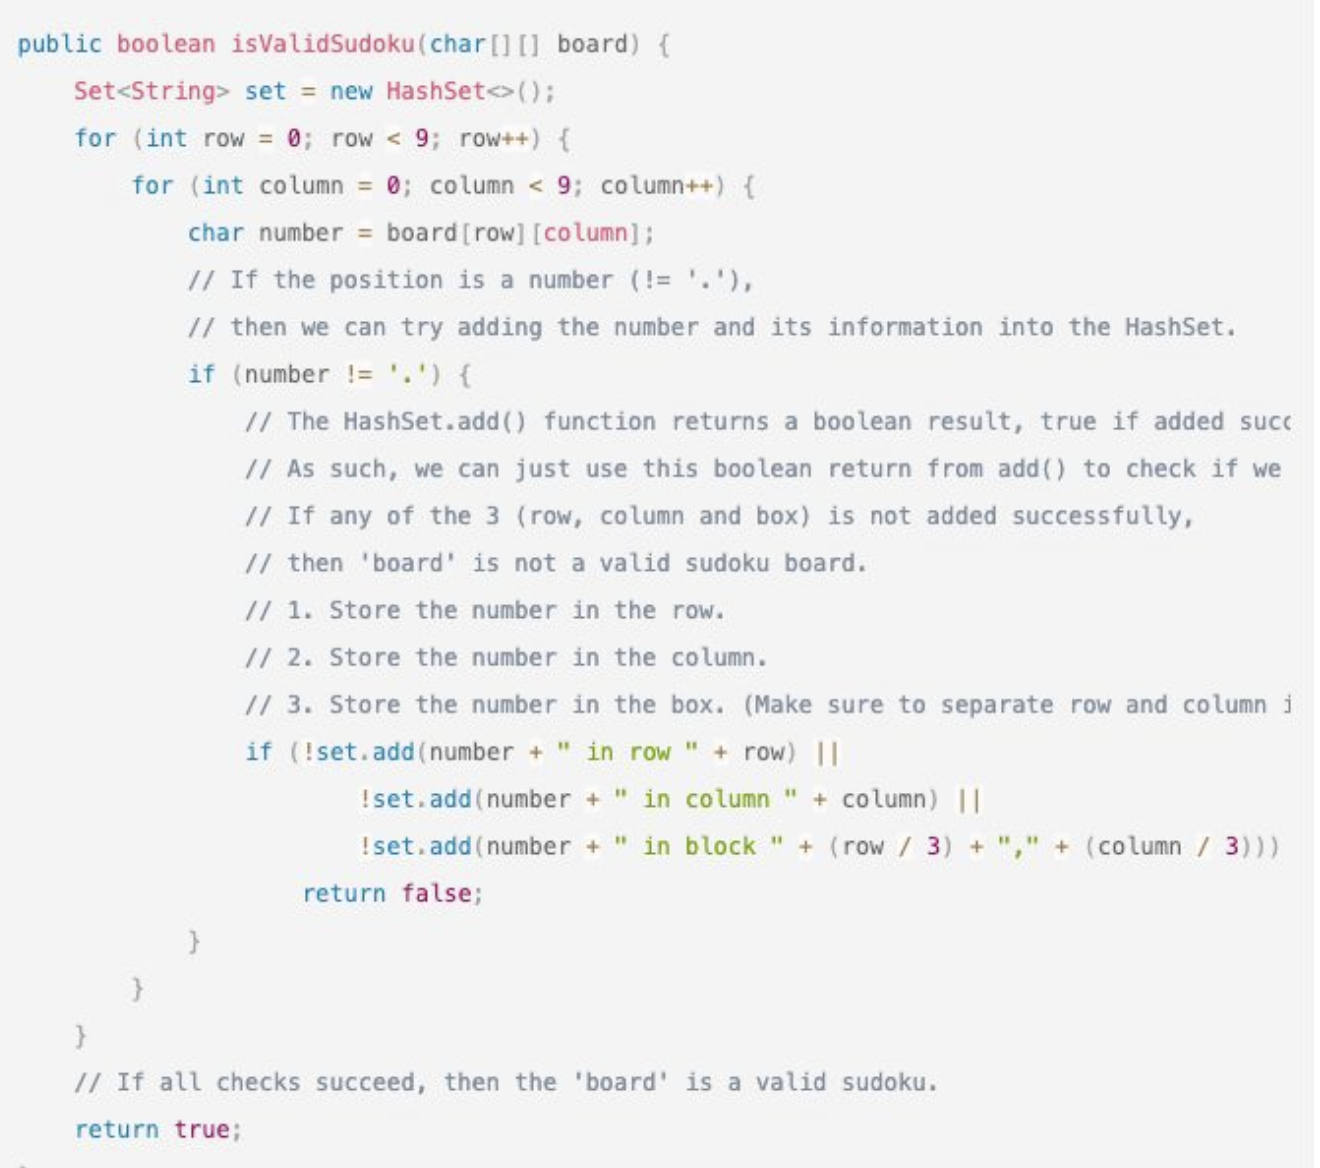 public boolean isValidSudoku(char[][] board) {
    Set<String> set = new HashSet<>();
    for (int row = 0; row < 9; row++) {
        for (int column = 0; column < 9; column++) {
            char number = board[row][column];
            // If the position is a number (!= '.'),
            // then we can try adding the number and its information into the HashSet.
            if (number != '.') {
                // The HashSet.add() function returns a boolean result, true if added
                // As such, we can just use this boolean return from add() to check if we
                // If any of the 3 (row, column and box) is not added successfully,
                // then 'board' is not a valid sudoku board.
                // 1. Store the number in the row.
                // 2. Store the number in the column.
                // 3. Store the number in the box. (Make sure to separate row and column
                if (!set.add(number + " in row " + row) ||
                        !set.add(number + " in column " + column) ||
                        !set.add(number + " in block " + (row / 3) + "," + (column / 3)))
                    return false;
            }
        }
    }
    // If all checks succeed, then the 'board' is a valid sudoku.
    return true;